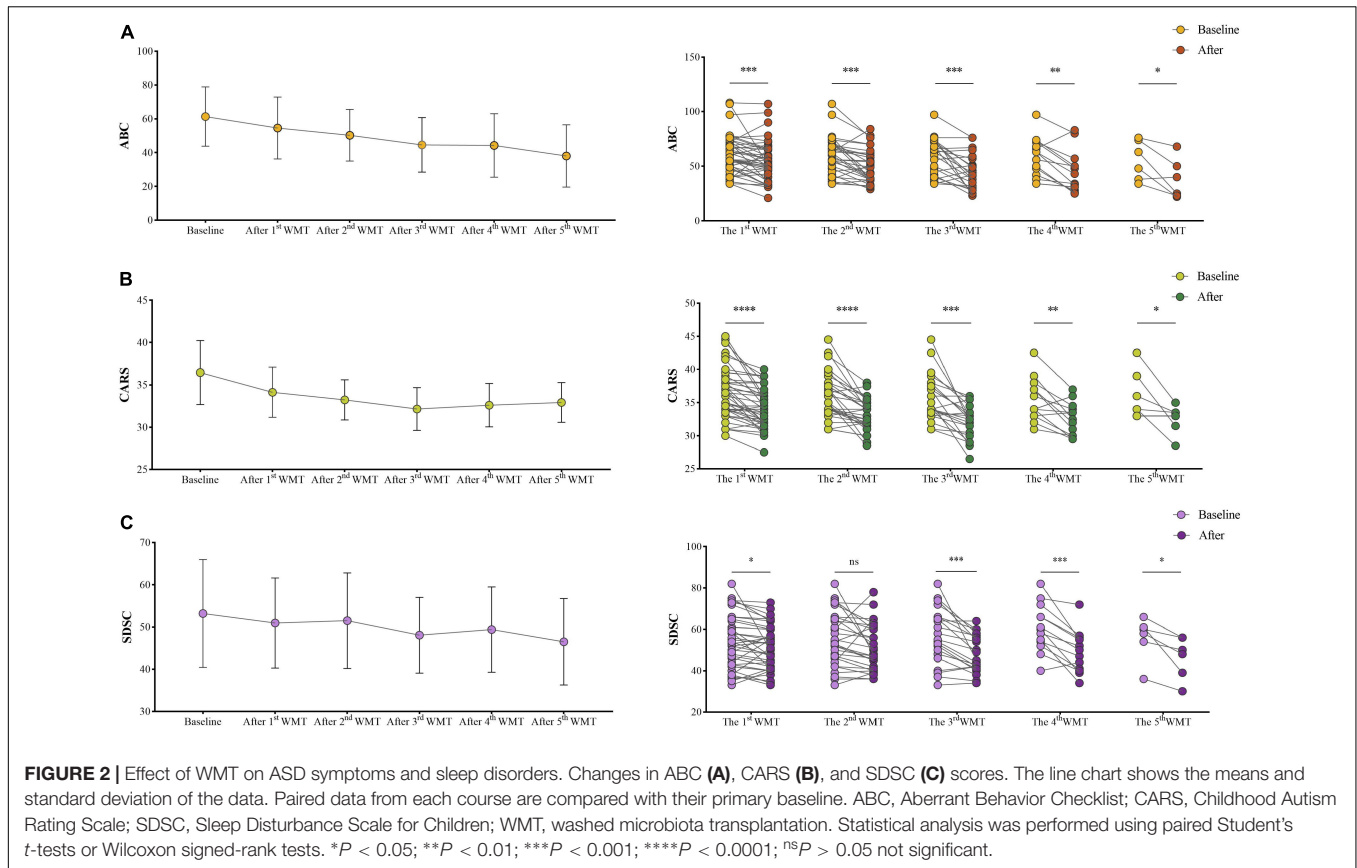 A
100
80
60
40
20
0
ABC
Baseline After 1st WMT After 2nd WMT After 3rd WMT After 4th WMT After 5th WMT
Baseline
After
150
100
50
0
ABC
*** *** *** ** *
The 1st WMT The 2nd WMT The 3rd WMT The 4th WMT The 5th WMT
B
45
40
35
30
25
CARS
Baseline After 1st WMT After 2nd WMT After 3rd WMT After 4th WMT After 5th WMT
Baseline
After
50
45
40
35
30
25
CARS
**** **** *** ** *
The 1st WMT The 2nd WMT The 3rd WMT The 4th WMT The 5th WMT
C
70
60
50
40
30
SDSC
Baseline After 1st WMT After 2nd WMT After 3rd WMT After 4th WMT After 5th WMT
Baseline
After
100
80
60
40
20
SDSC
* ns *** *** *
The 1st WMT The 2nd WMT The 3rd WMT The 4th WMT The 5th WMT
FIGURE 2 | Effect of WMT on ASD symptoms and sleep disorders. Changes in ABC (A), CARS (B), and SDSC (C) scores. The line chart shows the means and
standard deviation of the data. Paired data from each course are compared with their primary baseline. ABC, Aberrant Behavior Checklist; CARS, Childhood Autism
Rating Scale; SDSC, Sleep Disturbance Scale for Children; WMT, washed microbiota transplantation. Statistical analysis was performed using paired Student's
t-tests or Wilcoxon signed-rank tests. *P < 0.05; **P < 0.01; ***P < 0.001; ****P < 0.0001; nsP > 0.05 not significant.